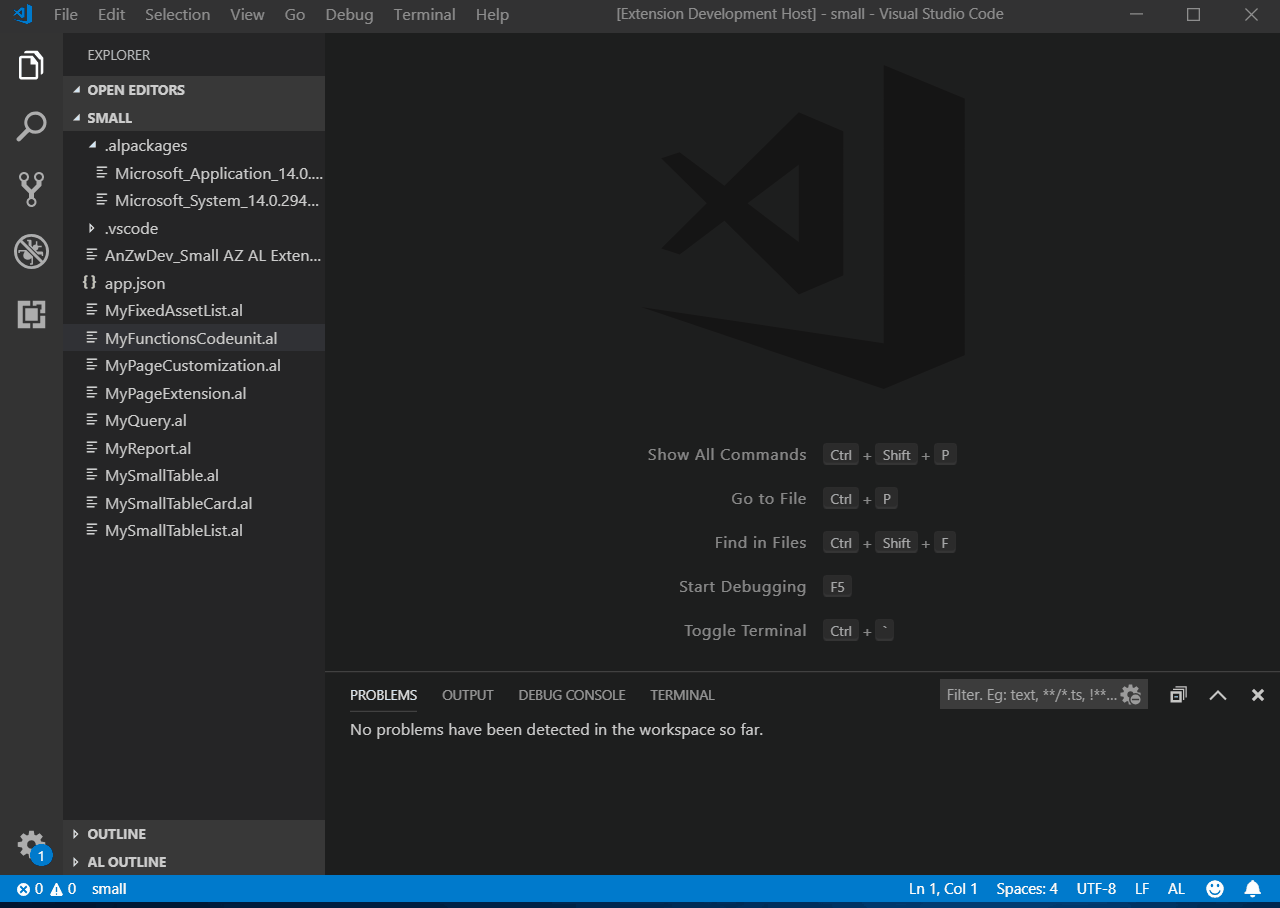 File Edit Selection View Go Debug Terminal Help [Extension Development Host] - small - Visual Studio Code
EXPLORER
OPEN EDITORS
SMALL
.alpackages
Microsoft_Application_14.0....
Microsoft_System_14.0.294...
.vscode
AnZwDev_Small AZ AL Exten...
{ } app.json
MyFixedAssetList.al
MyFunctionsCodeunit.al
MyPageCustomization.al
MyPageExtension.al
MyQuery.al
MyReport.al
MySmallTable.al
MySmallTableCard.al
MySmallTableList.al
OUTLINE
AL OUTLINE
1
Show All Commands Ctrl + Shift + P
Go to File Ctrl + P
Find in Files Ctrl + Shift + F
Start Debugging F5
Toggle Terminal Ctrl + `
PROBLEMS OUTPUT DEBUG CONSOLE TERMINAL Filter. Eg: text, **/*.ts, !**...
No problems have been detected in the workspace so far.
0 0 small Ln 1, Col 1 Spaces: 4 UTF-8 LF AL